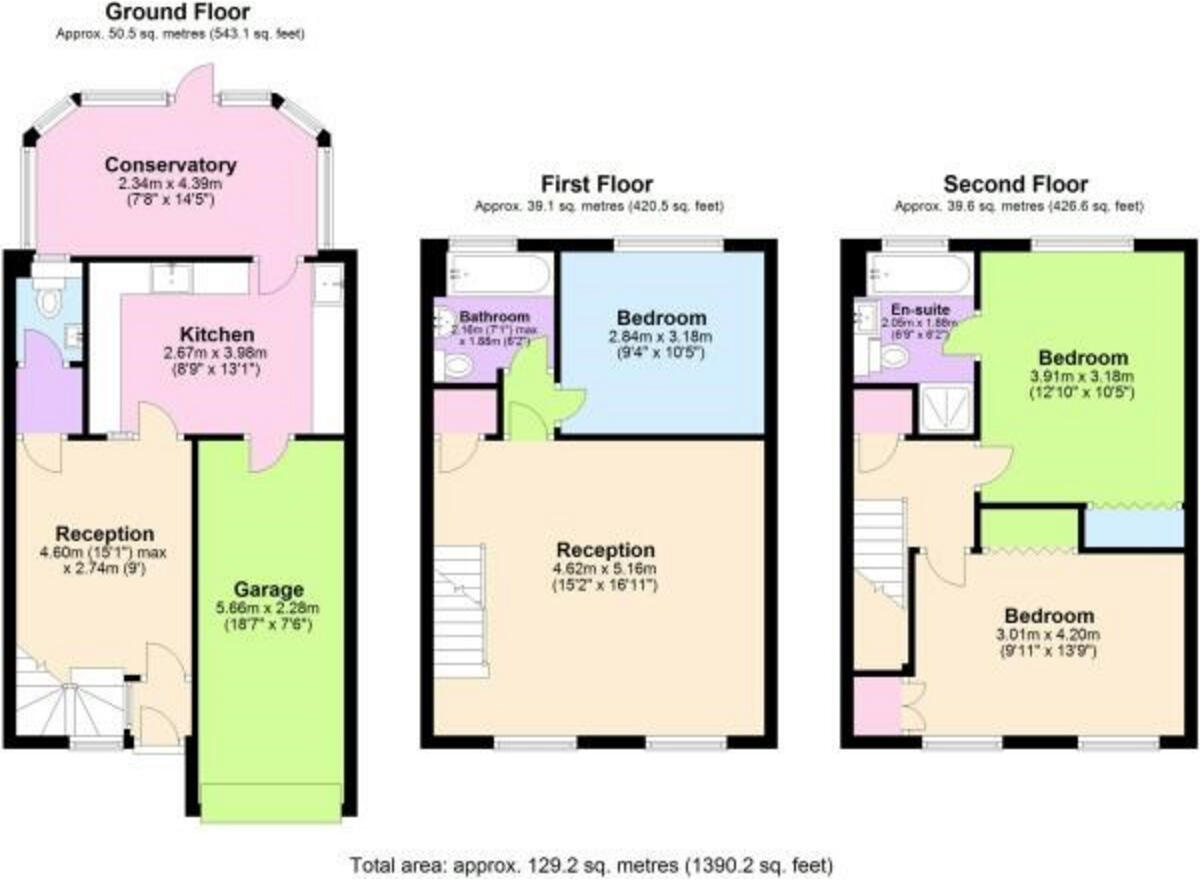 Ground Floor
Approx. 50.5 sq. metres (543.1 sq. feet)
Conservatory
2.34m x 4.39m
(7'8" x 14'5")
Kitchen
2.67m x 3.98m
(8'9" x 13'1")
Reception
4.60m (15'1") max
x 2.74m (9')
Garage
5.66m x 2.28m
(18'7" x 7'6")
First Floor
Approx. 39.1 sq. metres (420.5 sq. feet)
Bathroom
2.16m (7'1") max
x 1.88m (6'2")
Bedroom
2.84m x 3.18m
(9'4" x 10'5")
Reception
4.62m x 5.16m
(15'2" x 16'11")
Second Floor
Approx. 39.6 sq. metres (426.6 sq. feet)
En-suite
2.05m x 1.88m
(6'9" x 6'2")
Bedroom
3.91m x 3.18m
(12'10" x 10'5")
Bedroom
3.01m x 4.20m
(9'11" x 13'9")
Total area: approx. 129.2 sq. metres (1390.2 sq. feet)